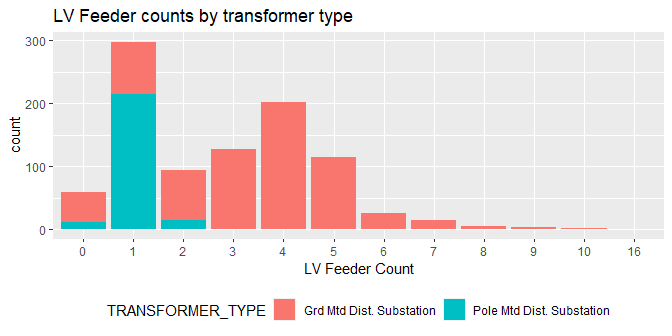 LV Feeder counts by transformer type
300
200
100
0
count
0 1 2 3 4 5 6 7 8 9 10 16
LV Feeder Count
TRANSFORMER_TYPE Grd Mtd Dist. Substation Pole Mtd Dist. Substation